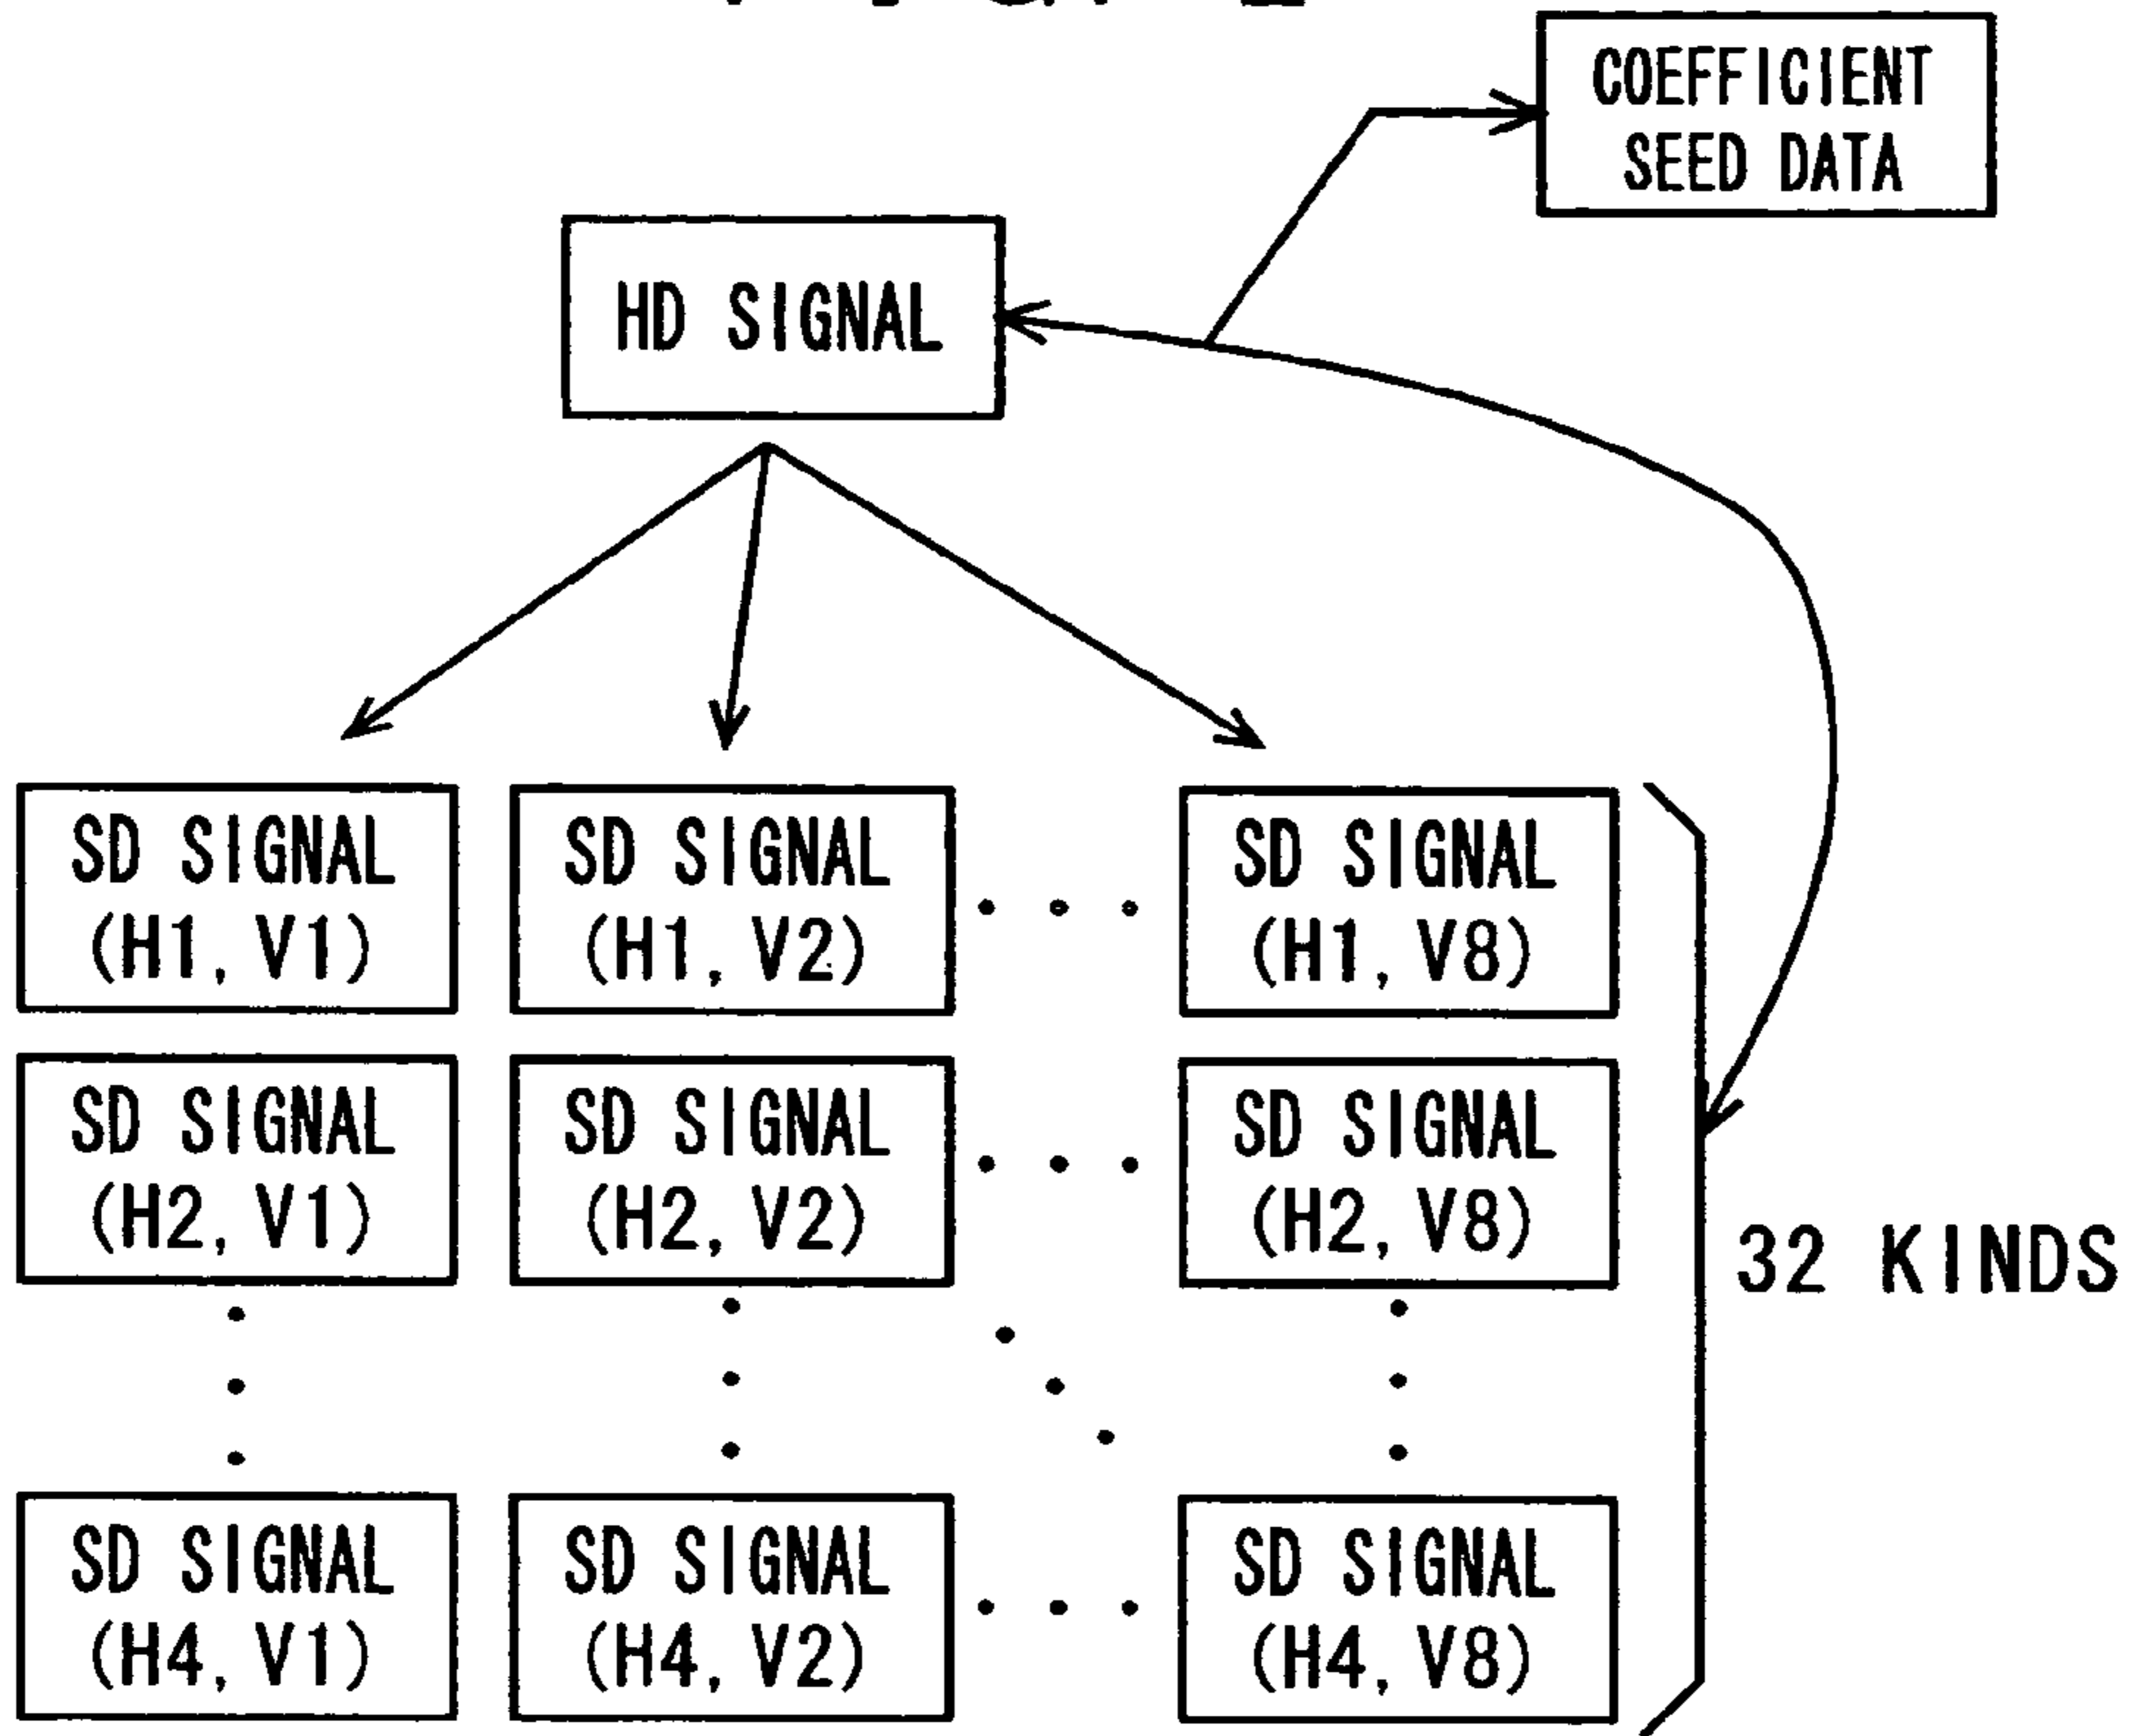 COEFFICIENT
SEED DATA
HD SIGNAL
SD SIGNAL
(H1, V1)
SD SIGNAL
(H1, V2)
SD SIGNAL
(H1, V8)
SD SIGNAL
(H2, V1)
SD SIGNAL
(H2, V2)
SD SIGNAL
(H2, V8)
32 KINDS
SD SIGNAL
(H4, V1)
SD SIGNAL
(H4, V2)
SD SIGNAL
(H4, V8)